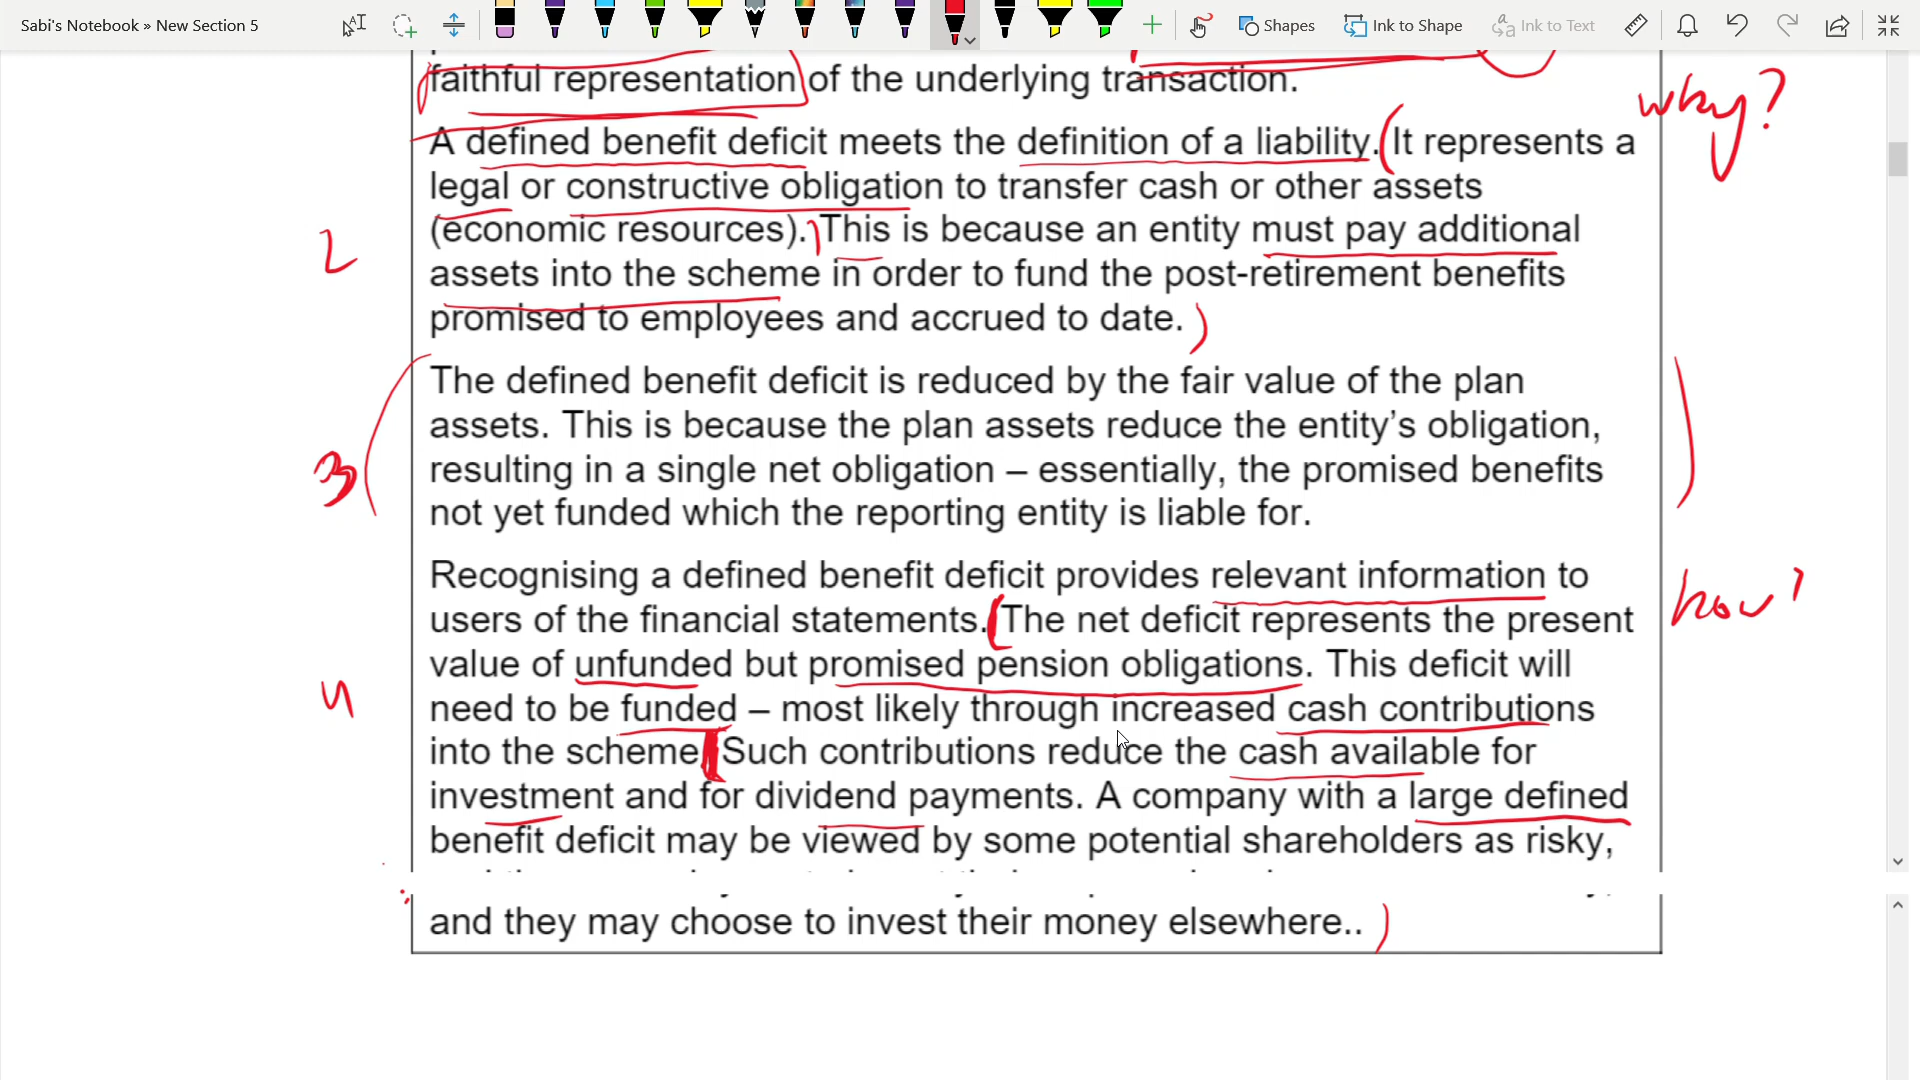 Sabi's Notebook » New Section 5
Shapes
Ink to Shape
Ink to Text
faithful representation of the underlying transaction.
why?
A defined benefit deficit meets the definition of a liability. It represents a
legal or constructive obligation to transfer cash or other assets
(economic resources). This is because an entity must pay additional
2
assets into the scheme in order to fund the post-retirement benefits
promised to employees and accrued to date.
The defined benefit deficit is reduced by the fair value of the plan
assets. This is because the plan assets reduce the entity’s obligation,
3
resulting in a single net obligation – essentially, the promised benefits
not yet funded which the reporting entity is liable for.
Recognising a defined benefit deficit provides relevant information to
how?
users of the financial statements. The net deficit represents the present
value of unfunded but promised pension obligations. This deficit will
4
need to be funded – most likely through increased cash contributions
into the scheme. Such contributions reduce the cash available for
investment and for dividend payments. A company with a large defined
benefit deficit may be viewed by some potential shareholders as risky,
and they may choose to invest their money elsewhere..